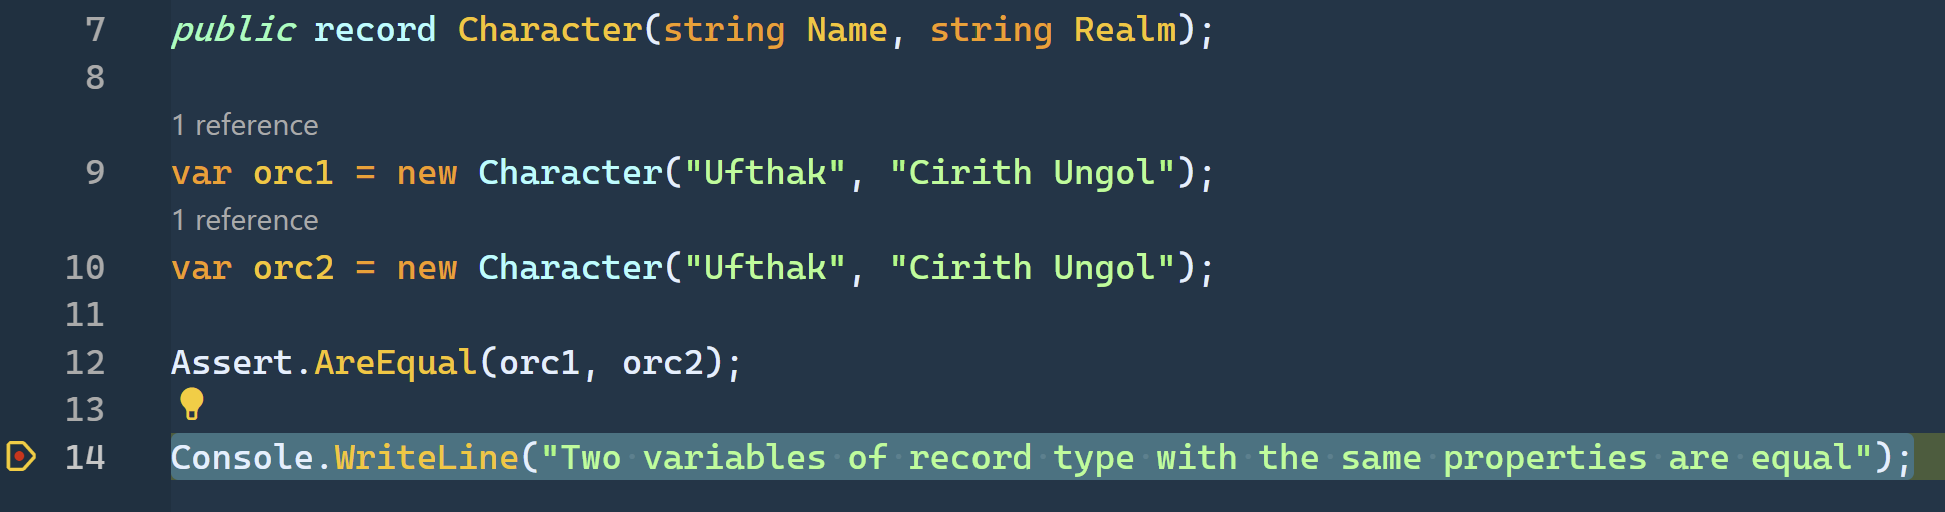 7 public record Character(string Name, string Realm);
8
1 reference
9 var orc1 = new Character("Ufthak", "Cirith Ungol");
1 reference
10 var orc2 = new Character("Ufthak", "Cirith Ungol");
11
12 Assert.AreEqual(orc1, orc2);
13
14 Console.WriteLine("Two variables of record type with the same properties are equal");